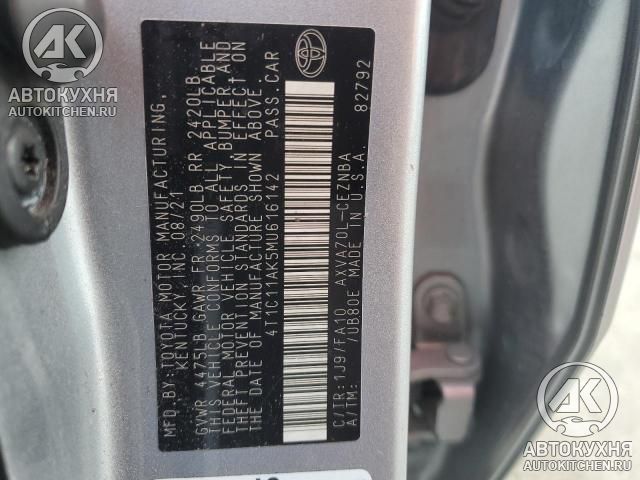 MFD.BY:TOYOTA MOTOR MANUFACTURING,
KENTUCKY, INC 08/21
GVWR 4475LB GAWR FR 2490LB RR 2420LB
THIS VEHICLE CONFORMS TO ALL APPLICABLE
FEDERAL MOTOR VEHICLE SAFETY, BUMPER, AND
THEFT PREVENTION STANDARDS IN EFFECT ON
THE DATE OF MANUFACTURE SHOWN ABOVE.
4T1C11AK5MU616142 PASS.CAR
C/TR:1J9/FA10 AXVA70L-CEZNBA
A/TM: /UB80E MADE IN U.S.A. 82792
АК
АВТОКУХНЯ
AUTOKITCHEN.RU
АК
АВТОКУХНЯ
AUTOKITCHEN.RU